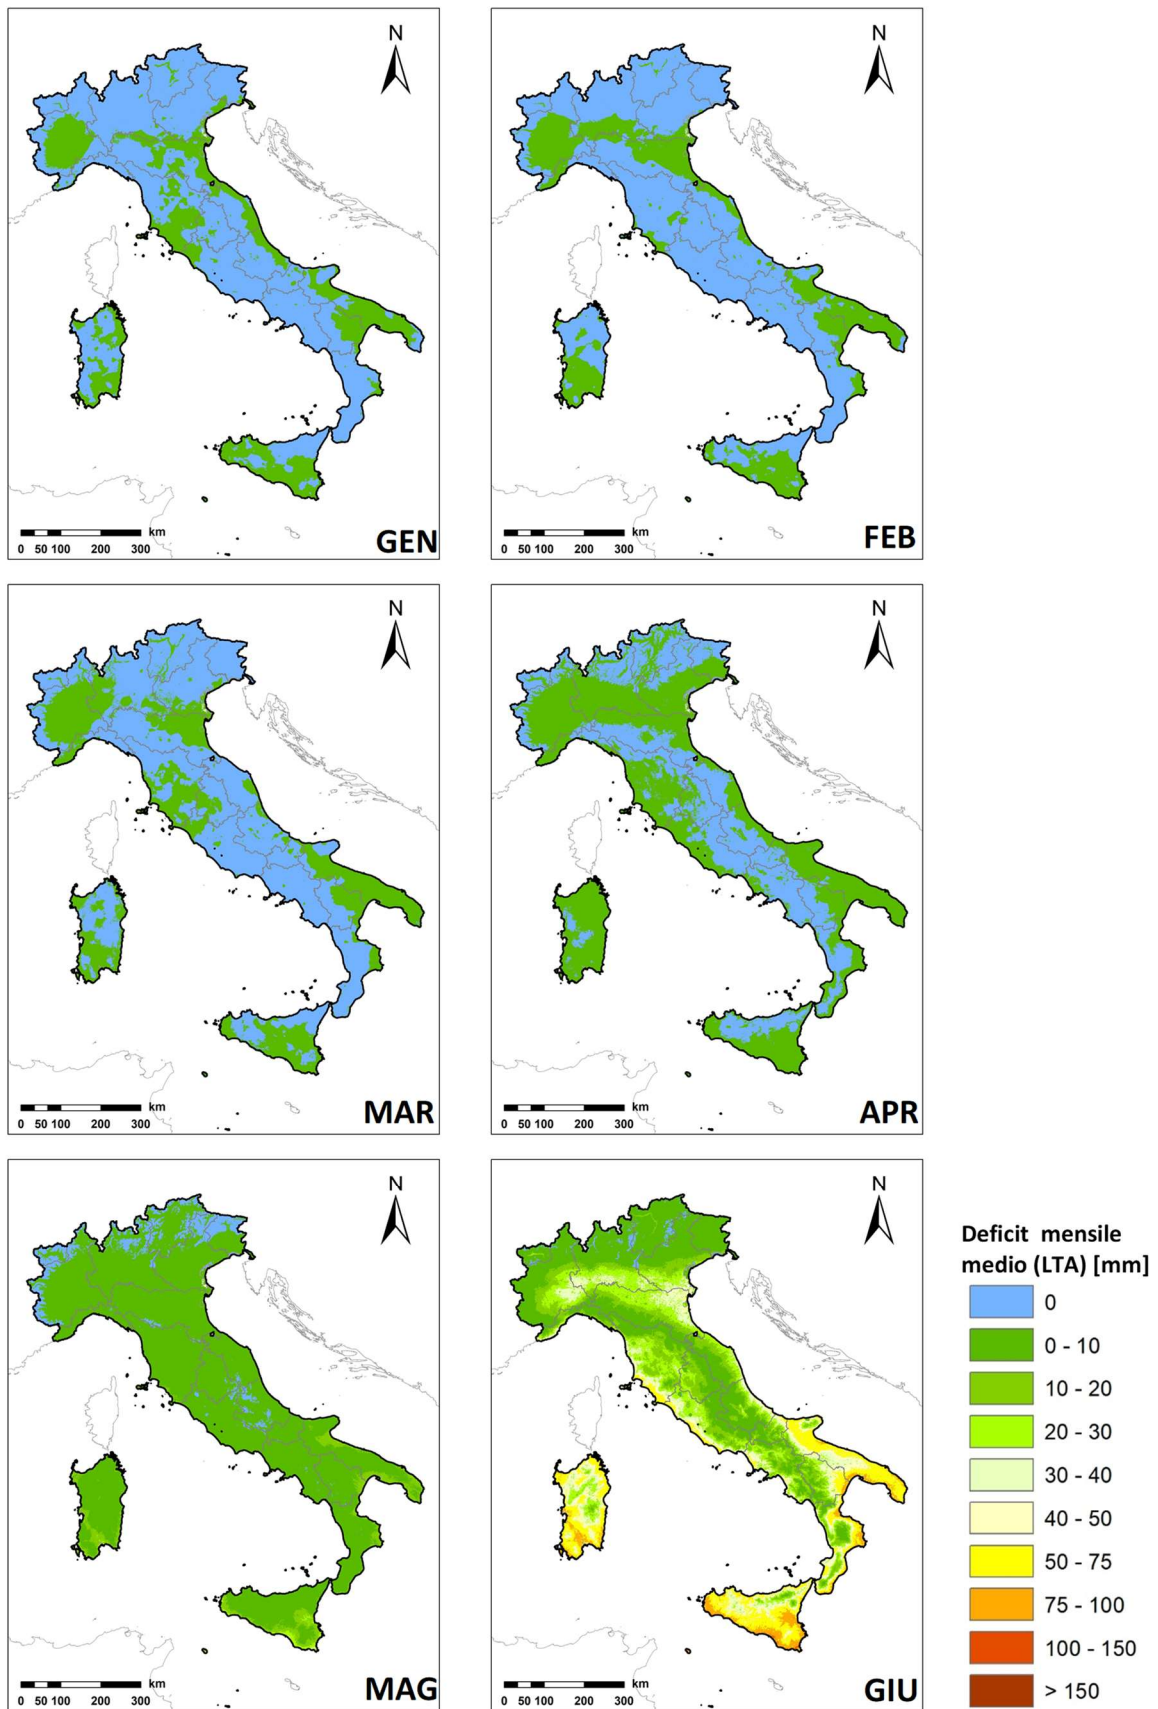 N
N
km
0 50 100 200 300
GEN
km
0 50 100 200 300
FEB
N
N
km
0 50 100 200 300
MAR
km
0 50 100 200 300
APR
N
N
km
0 50 100 200 300
MAG
km
0 50 100 200 300
GIU
Deficit mensile
medio (LTA) [mm]
0
0 - 10
10 - 20
20 - 30
30 - 40
40 - 50
50 - 75
75 - 100
100 - 150
> 150